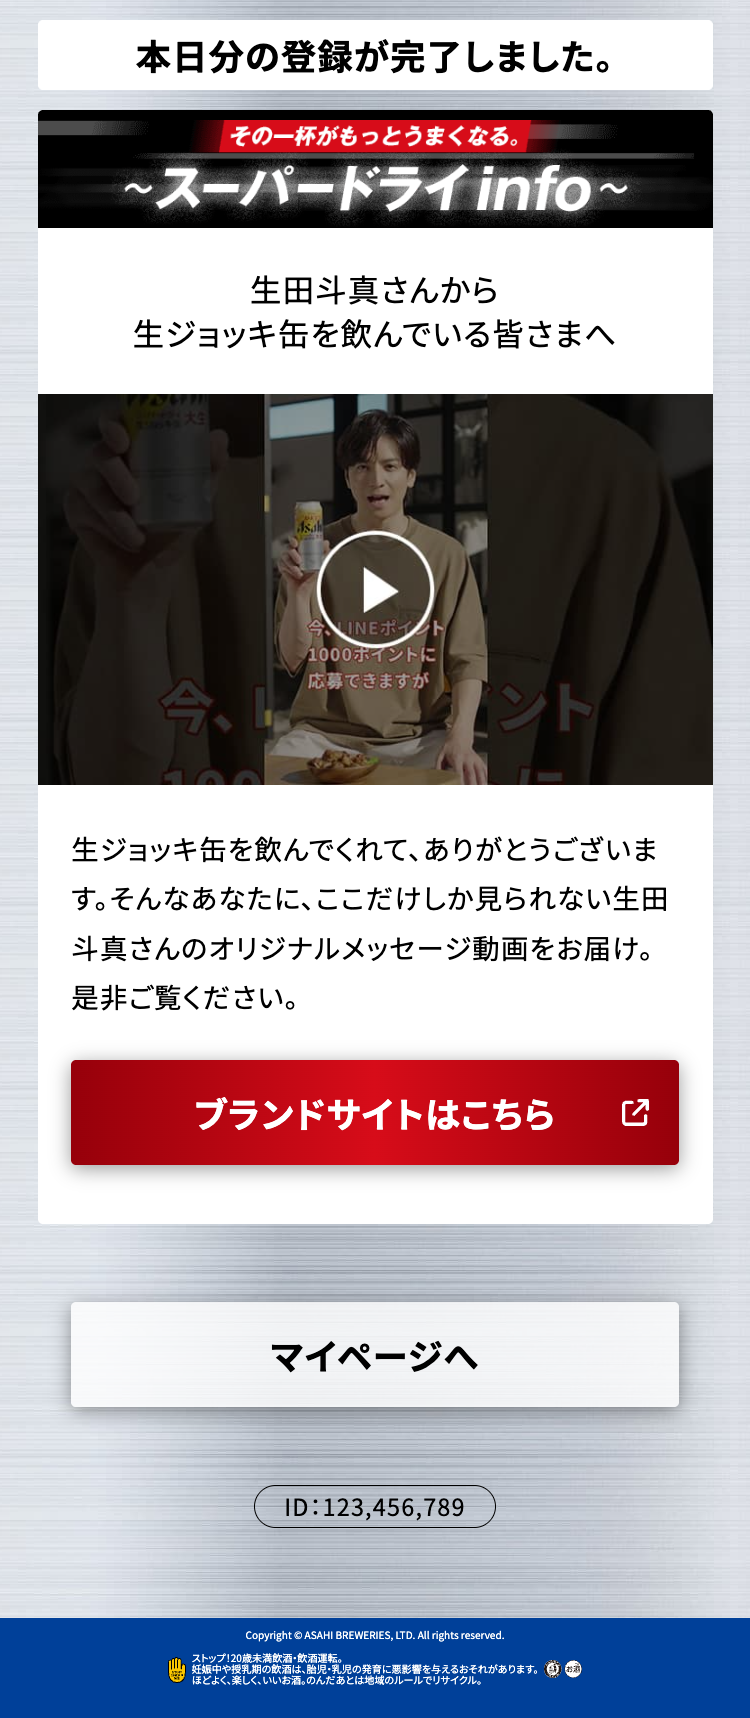 本日分の登録が完了しました。
その一杯がもっとうまくなる。
～スーパードライinfo～
生田斗真さんから
生ジョッキ缶を飲んでいる皆さまへ
大生
Asahi
今、LINEポイント
1000ポイントに
応募できますが
生ジョッキ缶を飲んでくれて、ありがとうございま
す。そんなあなたに、ここだけしか見られない生田
斗真さんのオリジナルメッセージ動画をお届け。
是非ご覧ください。
ブランドサイトはこちら
マイページへ
ID：123,456,789
Copyright © ASAHI BREWERIES, LTD. All rights reserved.
ストップ！20歳未満飲酒・飲酒運転。
妊娠中や授乳期の飲酒は、胎児・乳児の発育に悪影響を与えるおそれがあります。
お酒
ほどよく、楽しく、いいお酒。のんだあとは地域のルールでリサイクル。